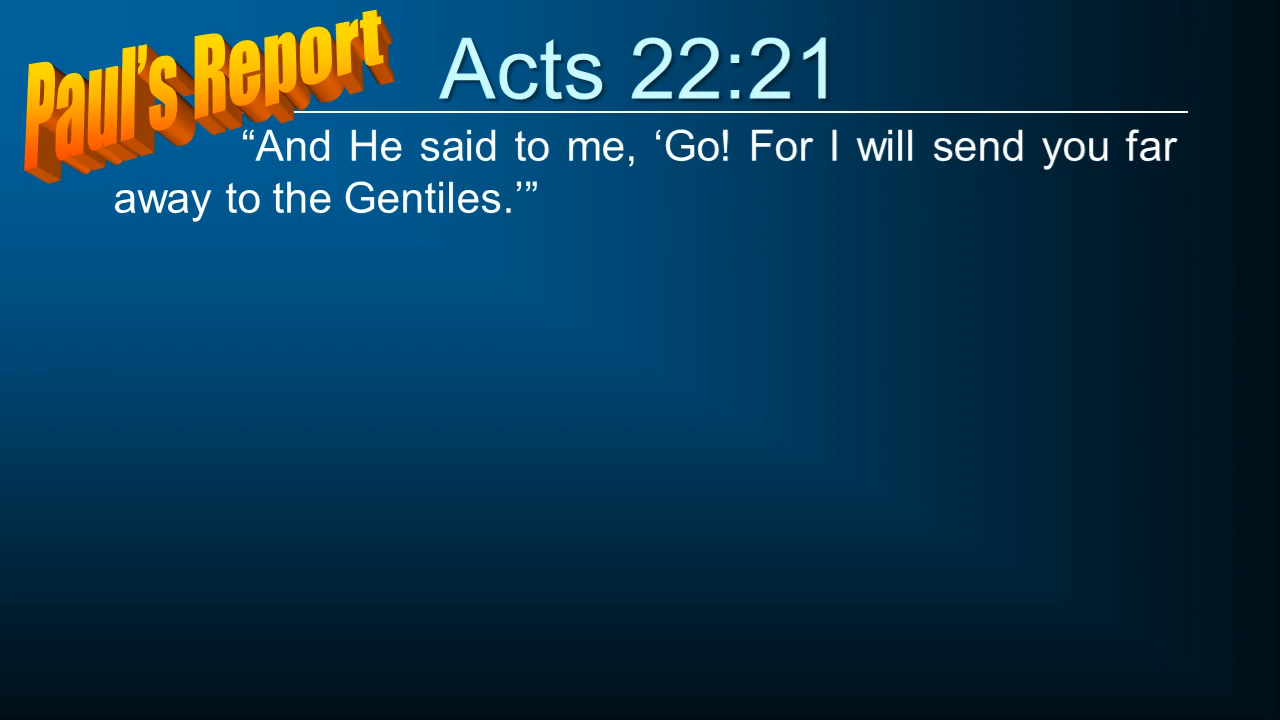 Paul's Report
Acts 22:21
“And He said to me, ‘Go! For I will send you far
away to the Gentiles.’”